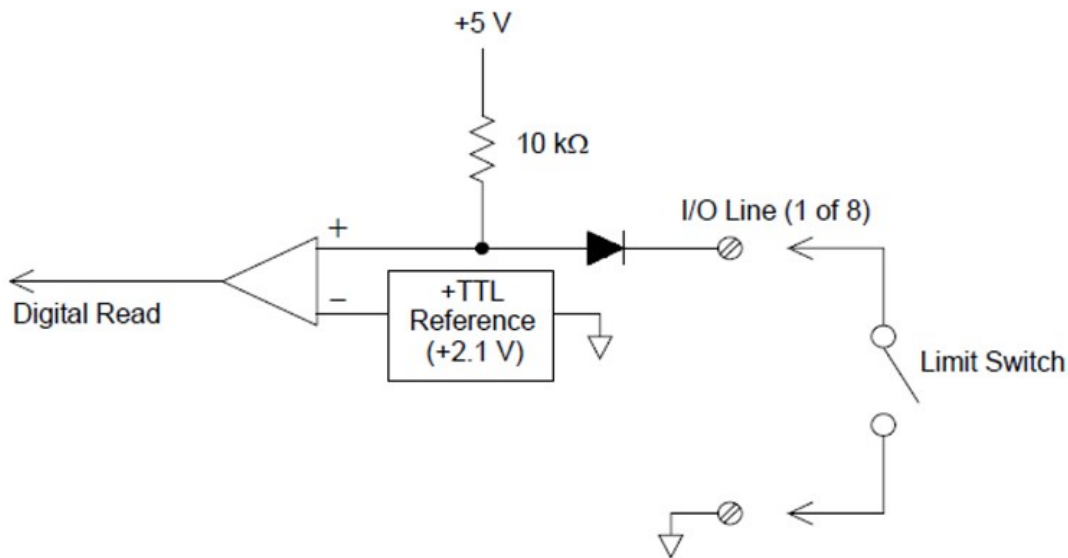 +5 V
10 kΩ
I/O Line (1 of 8)
+
−
+TTL
Reference
(+2.1 V)
Digital Read
Limit Switch